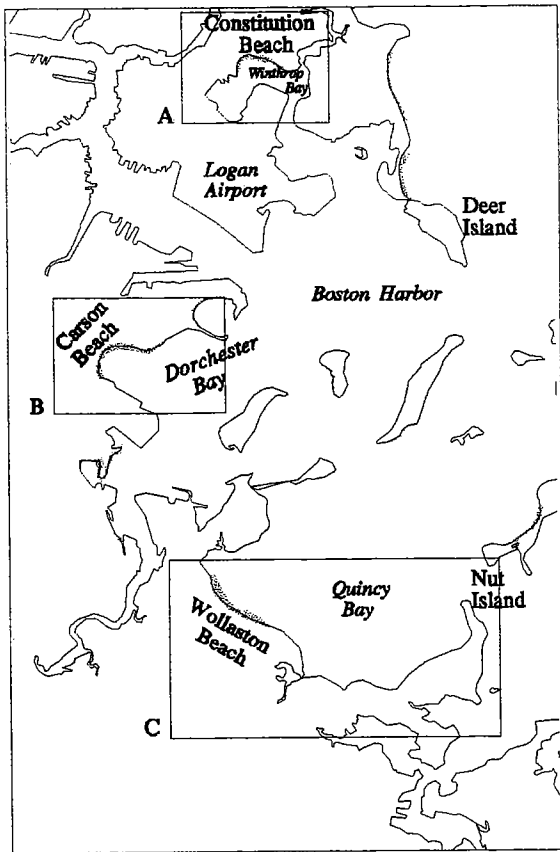 Constitution
Beach
Winthrop
Bay
A
Logan
Airport
Deer
Island
Boston Harbor
Carson
Beach
Dorchester
Bay
B
Quincy
Bay
Nut
Island
Wollaston
Beach
C